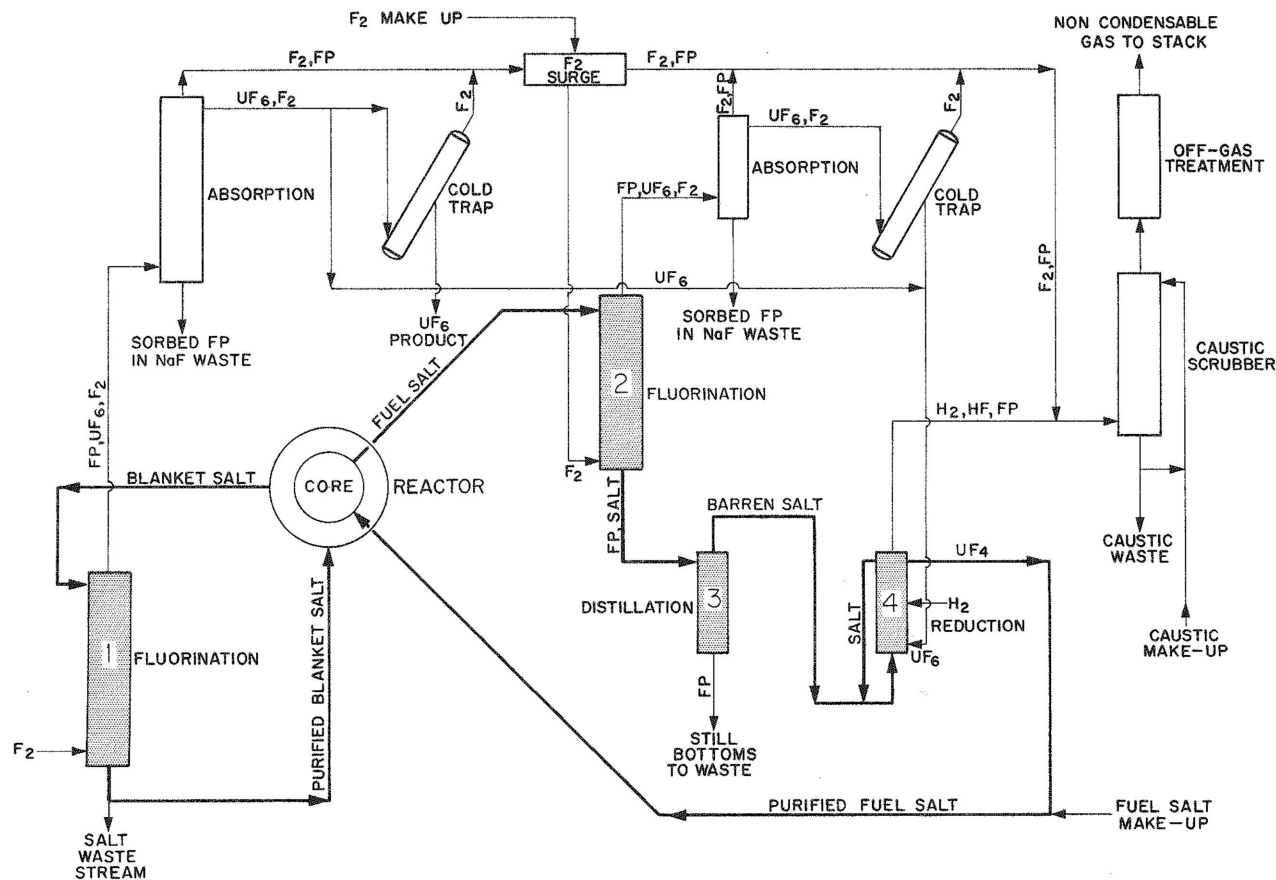 F2 MAKE UP
NON CONDENSABLE
GAS TO STACK
F2,FP
F2
SURGE
F2,FP
UF6,F2
F2
F2,FP
UF6,F2
F2
ABSORPTION
COLD
TRAP
FP,UF6,F2
ABSORPTION
COLD
TRAP
OFF-GAS
TREATMENT
UF6
F2,FP
SORBED FP
IN NaF WASTE
UF6
PRODUCT
SORBED FP
IN NaF WASTE
CAUSTIC
SCRUBBER
FUEL SALT
2
FLUORINATION
FP,UF6,F2
H2,HF,FP
BLANKET SALT
CORE
REACTOR
F2
FP,SALT
BARREN SALT
CAUSTIC
WASTE
UF4
DISTILLATION
3
SALT
4
H2
REDUCTION
UF6
CAUSTIC
MAKE-UP
1
FLUORINATION
PURIFIED BLANKET SALT
FP
STILL
BOTTOMS
TO WASTE
F2
PURIFIED FUEL SALT
FUEL SALT
MAKE-UP
SALT
WASTE
STREAM